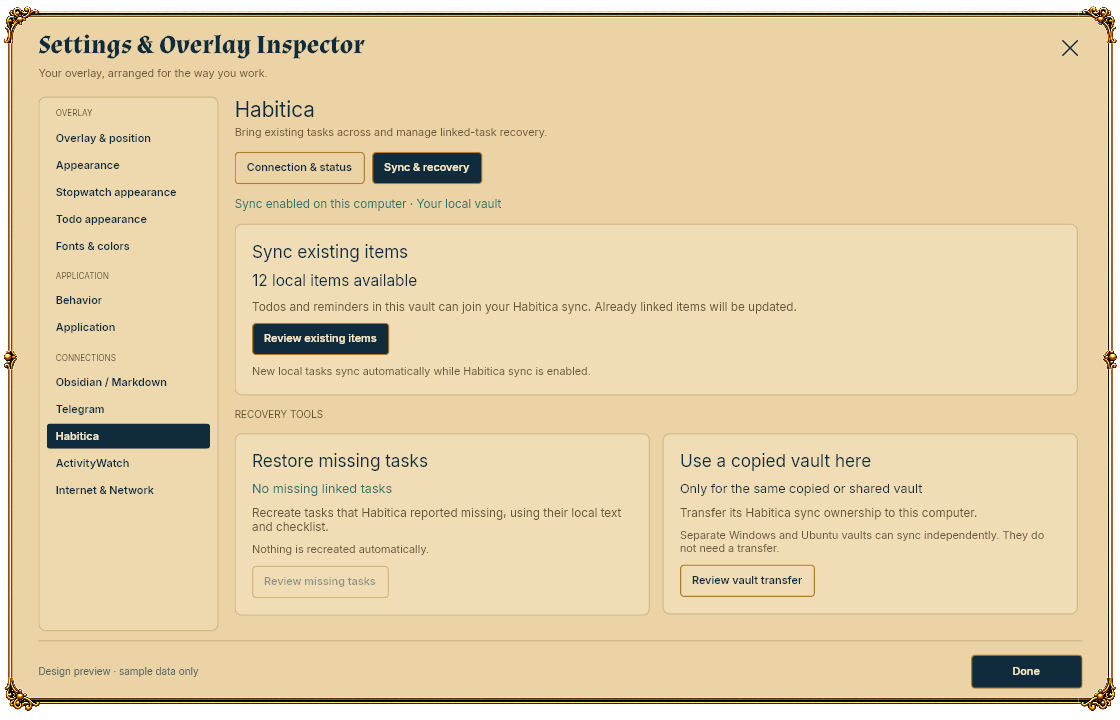 Settings & Overlay Inspector
Your overlay, arranged for the way you work.
OVERLAY
Overlay & position
Appearance
Stopwatch appearance
Todo appearance
Fonts & colors
APPLICATION
Behavior
Application
CONNECTIONS
Obsidian / Markdown
Telegram
Habitica
ActivityWatch
Internet & Network
Habitica
Bring existing tasks across and manage linked-task recovery.
Connection & status
Sync & recovery
Sync enabled on this computer · Your local vault
Sync existing items
12 local items available
Todos and reminders in this vault can join your Habitica sync. Already linked items will be updated.
Review existing items
New local tasks sync automatically while Habitica sync is enabled.
RECOVERY TOOLS
Restore missing tasks
No missing linked tasks
Recreate tasks that Habitica reported missing, using their local text
and checklist.
Nothing is recreated automatically.
Review missing tasks
Use a copied vault here
Only for the same copied or shared vault
Transfer its Habitica sync ownership to this computer.
Separate Windows and Ubuntu vaults can sync independently. They do
not need a transfer.
Review vault transfer
Design preview · sample data only
Done